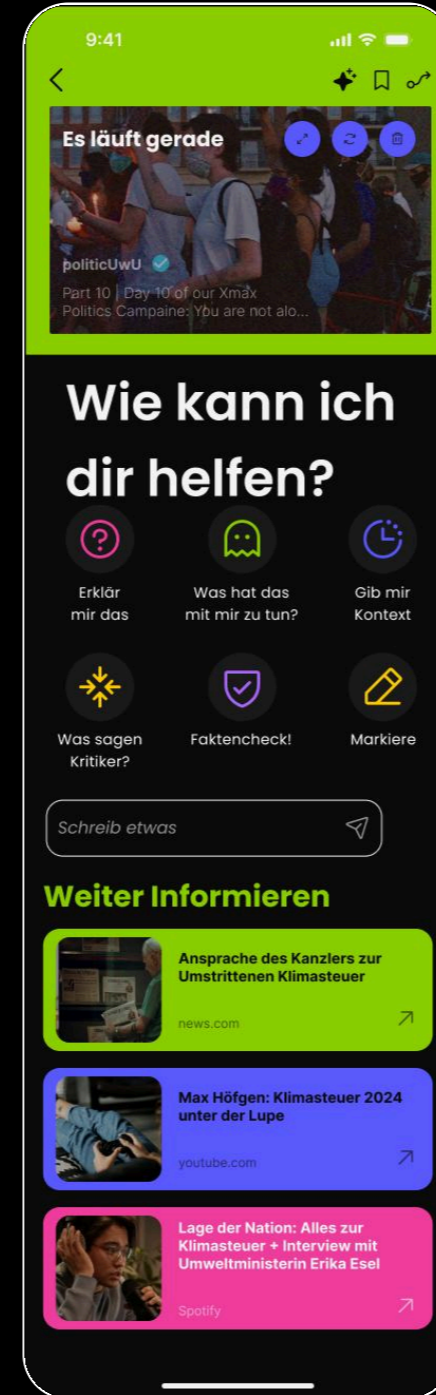 9:41
Es läuft gerade
politicUwU
Part 10 | Day 10 of our Xmax
Politics Campaine: You are not alo...
Wie kann ich
dir helfen?
Erklär
mir das
Was hat das
mit mir zu tun?
Gib mir
Kontext
Was sagen
Kritiker?
Faktencheck!
Markiere
Schreib etwas
Weiter Informieren
Ansprache des Kanzlers zur
Umstrittenen Klimasteuer
news.com
Max Höfgen: Klimasteuer 2024
unter der Lupe
youtube.com
Lage der Nation: Alles zur
Klimasteuer + Interview mit
Umweltministerin Erika Esel
Spotify